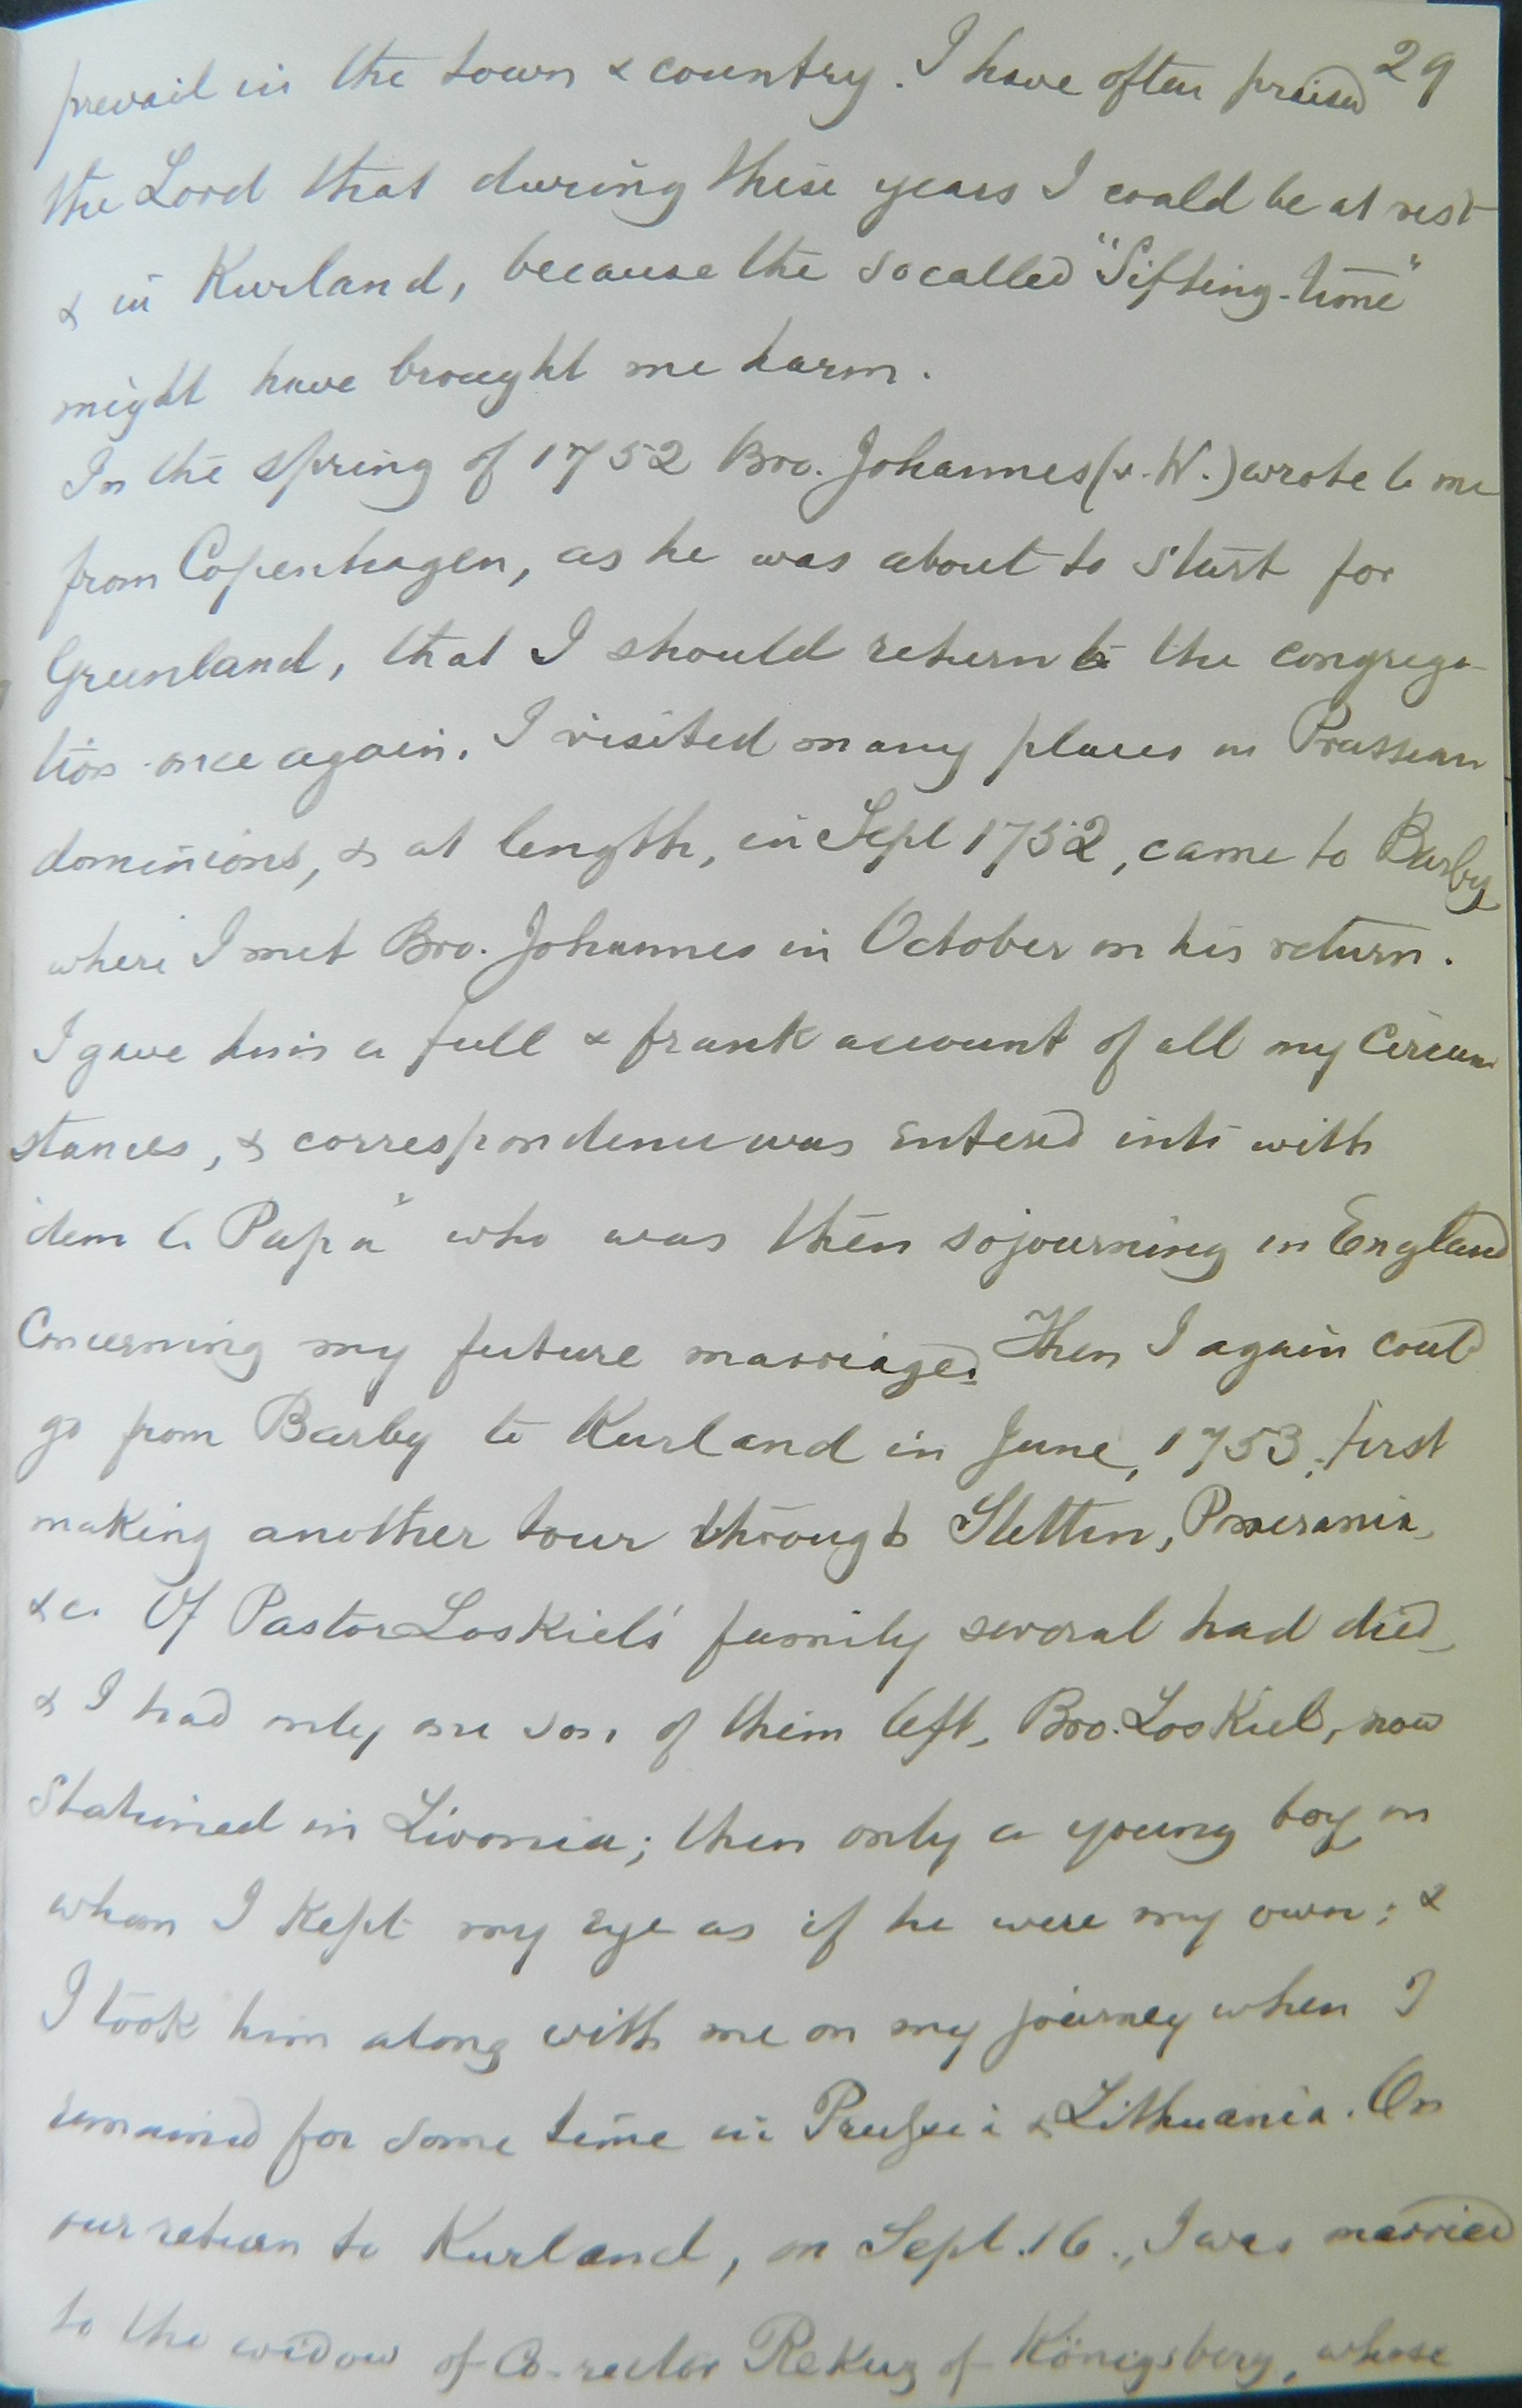 29
prevail in the town & country. I have often praised
the Lord that during these years I could be at rest
& in Kurland, because the socalled "Sifting-time"
might have brought me harm.
In the spring of 1752 Bro. Johannes (v. W.) wrote to me
from Copenhagen, as he was about to start for
Greenland, that I should return to the congrega-
tion once again. I visited many places in Prussian
dominions, & at length, in Sept 1752, came to Barby
where I met Bro. Johannes in October on his return.
I gave him a full & frank account of all my circum
stances, & correspondence was entered into with
dem l. Papa" who was then sojourning in England
Concerning my future marriage. Then I again could
go from Barby to Kurland in June, 1753, first
making another tour through Stettin, Pomerania,
&c. Of Pastor Loskiel's family several had died,
& I had only one son of them left, Bro. Loskiel, now
stationed in Livonia; then only a young boy, on
whom I kept my eye as if he were my own; &
I took him along with me on my journey when I
remained for some time in Prussia & Lithuania. On
our return to Kurland, on Sept. 16., I was married
to the widow of Co-rector Rekuz of Königsberg, whose